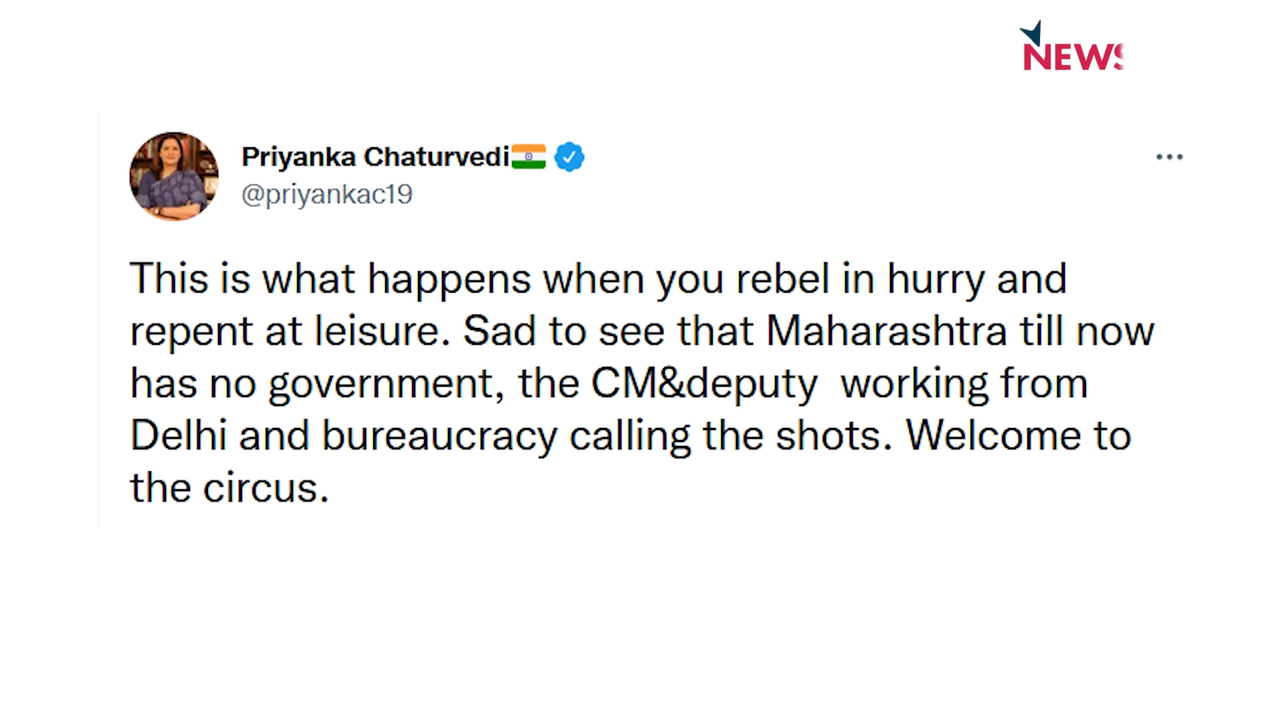 NEWS
Priyanka Chaturvedi
@priyankac19
This is what happens when you rebel in hurry and
repent at leisure. Sad to see that Maharashtra till now
has no government, the CM&deputy  working from
Delhi and bureaucracy calling the shots. Welcome to
the circus.